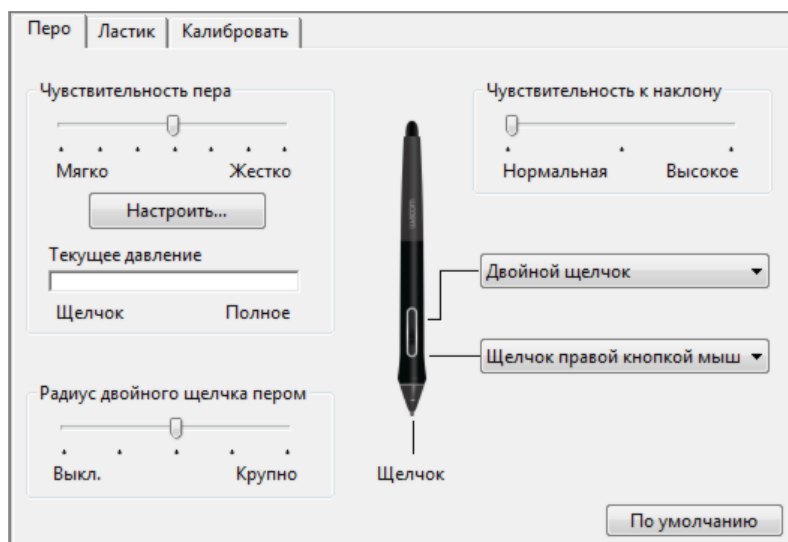 Перо
Ластик
Калибровать
Чувствительность пера
Мягко
Жестко
Настроить...
Текущее давление
Щелчок
Полное
Радиус двойного щелчка пером
Выкл.
Крупно
wacom
Щелчок
Чувствительность к наклону
Нормальная
Высокое
Двойной щелчок
Щелчок правой кнопкой мыш
По умолчанию